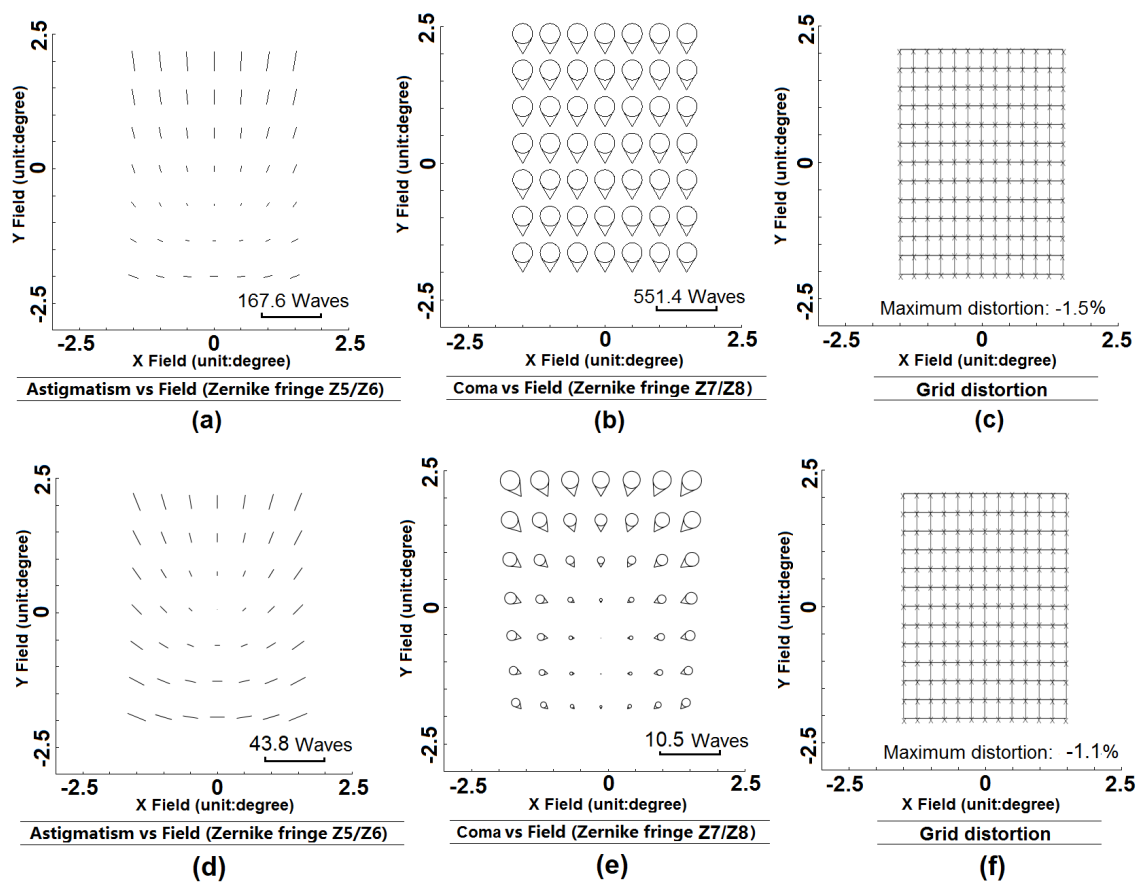 2.5
0
-2.5
Y Field (unit:degree)
167.6 Waves
-2.5
0
2.5
X Field (unit:degree)
Astigmatism vs Field (Zernike fringe Z5/Z6)
(a)
2.5
0
-2.5
Y Field (unit:degree)
551.4 Waves
-2.5
0
2.5
X Field (unit:degree)
Coma vs Field (Zernike fringe Z7/Z8)
(b)
2.5
0
-2.5
Y Field (unit:degree)
Maximum distortion: -1.5%
-2.5
0
2.5
X Field (unit:degree)
Grid distortion
(c)
2.5
0
-2.5
Y Field (unit:degree)
43.8 Waves
-2.5
0
2.5
X Field (unit:degree)
Astigmatism vs Field (Zernike fringe Z5/Z6)
(d)
2.5
0
-2.5
Y Field (unit:degree)
10.5 Waves
-2.5
0
2.5
X Field (unit:degree)
Coma vs Field (Zernike fringe Z7/Z8)
(e)
2.5
0
-2.5
Y Field (unit:degree)
Maximum distortion: -1.1%
-2.5
0
2.5
X Field (unit:degree)
Grid distortion
(f)